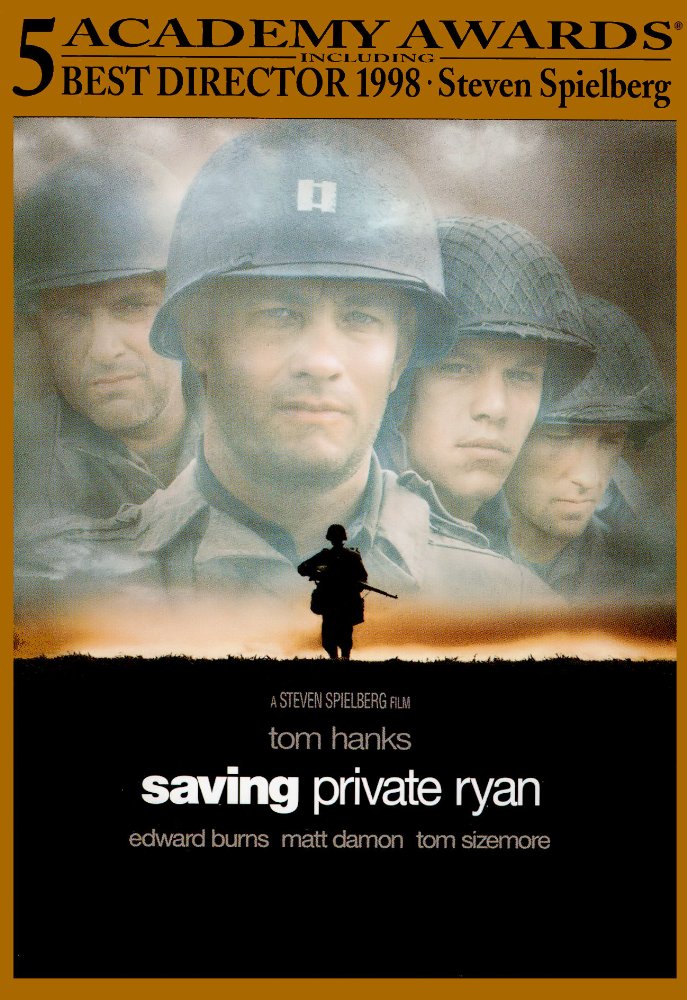 5 ACADEMY AWARDS®
INCLUDING
BEST DIRECTOR 1998 · Steven Spielberg
A STEVEN SPIELBERG FILM
tom hanks
saving private ryan
edward burns matt damon tom sizemore